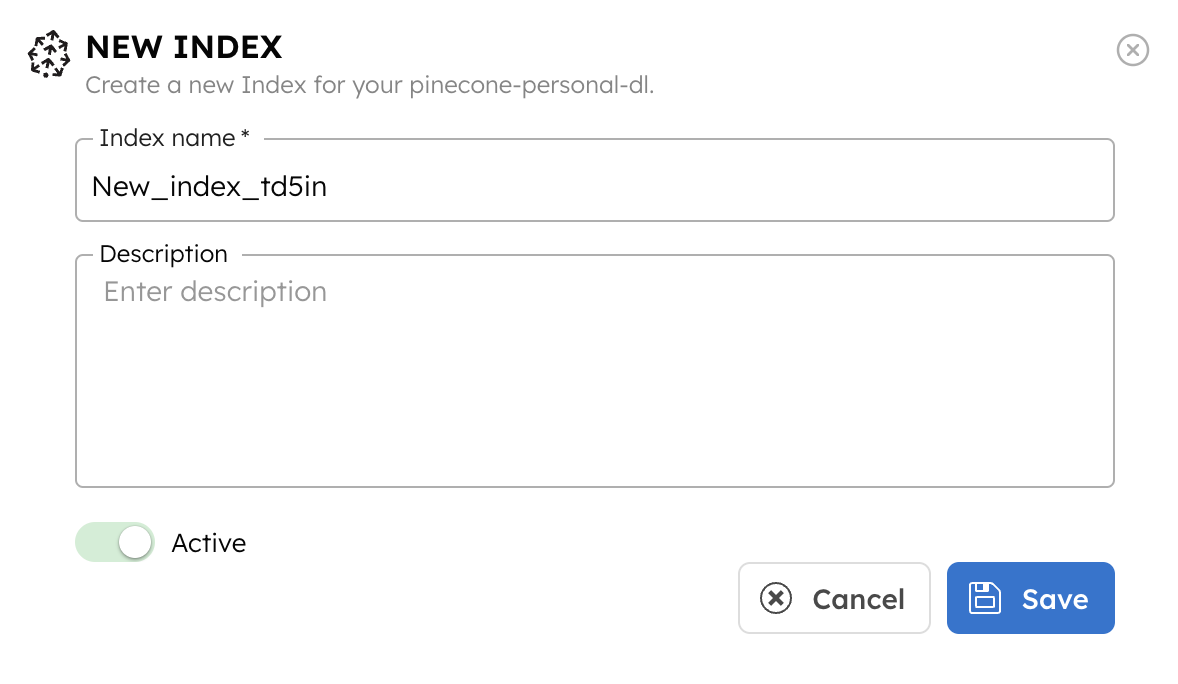 NEW INDEX
Create a new Index for your pinecone-personal-dl.
Index name *
New_index_td5in
Description
Enter description
Active
Cancel
Save